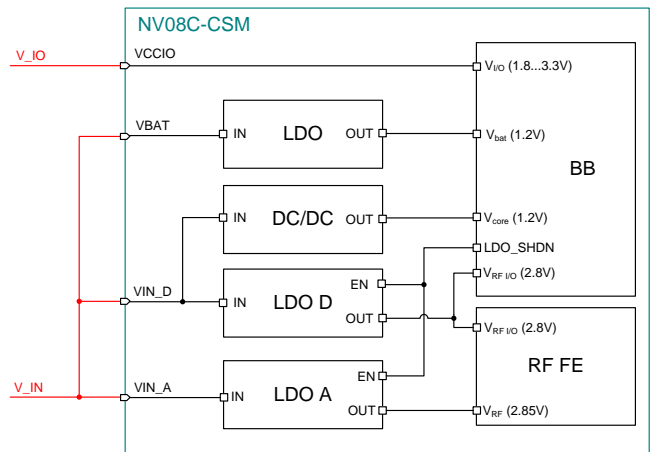 NV08C-CSM
V_IO
VCCIO
V_I/O (1.8...3.3V)
VBAT
IN
LDO
OUT
V_bat (1.2V)
BB
IN
DC/DC
OUT
V_core (1.2V)
LDO_SHDN
EN
V_RF I/O (2.8V)
VIN_D
IN
LDO D
OUT
V_RF I/O (2.8V)
RF FE
EN
V_IN
VIN_A
IN
LDO A
OUT
V_RF (2.85V)